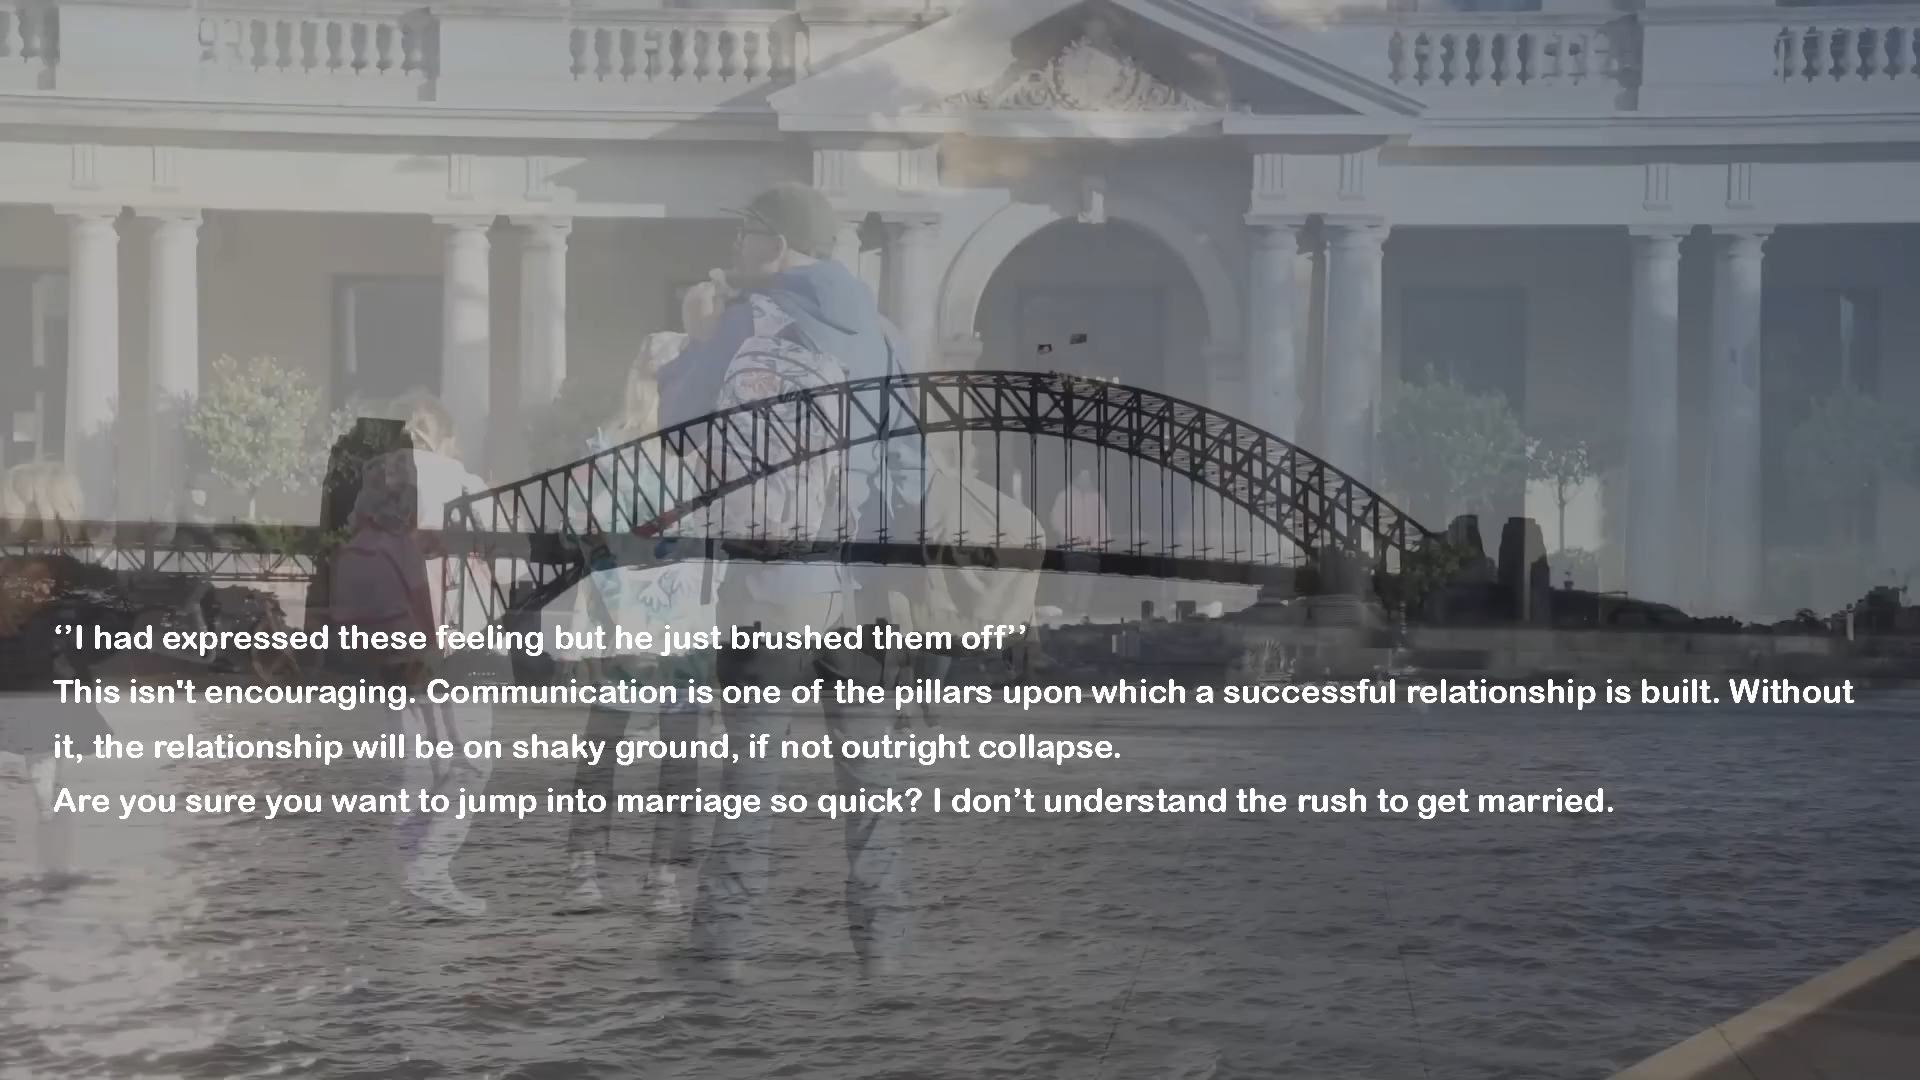 ‘’I had expressed these feeling but he just brushed them off’’
This isn't encouraging. Communication is one of the pillars upon which a successful relationship is built. Without
it, the relationship will be on shaky ground, if not outright collapse.
Are you sure you want to jump into marriage so quick? I don’t understand the rush to get married.